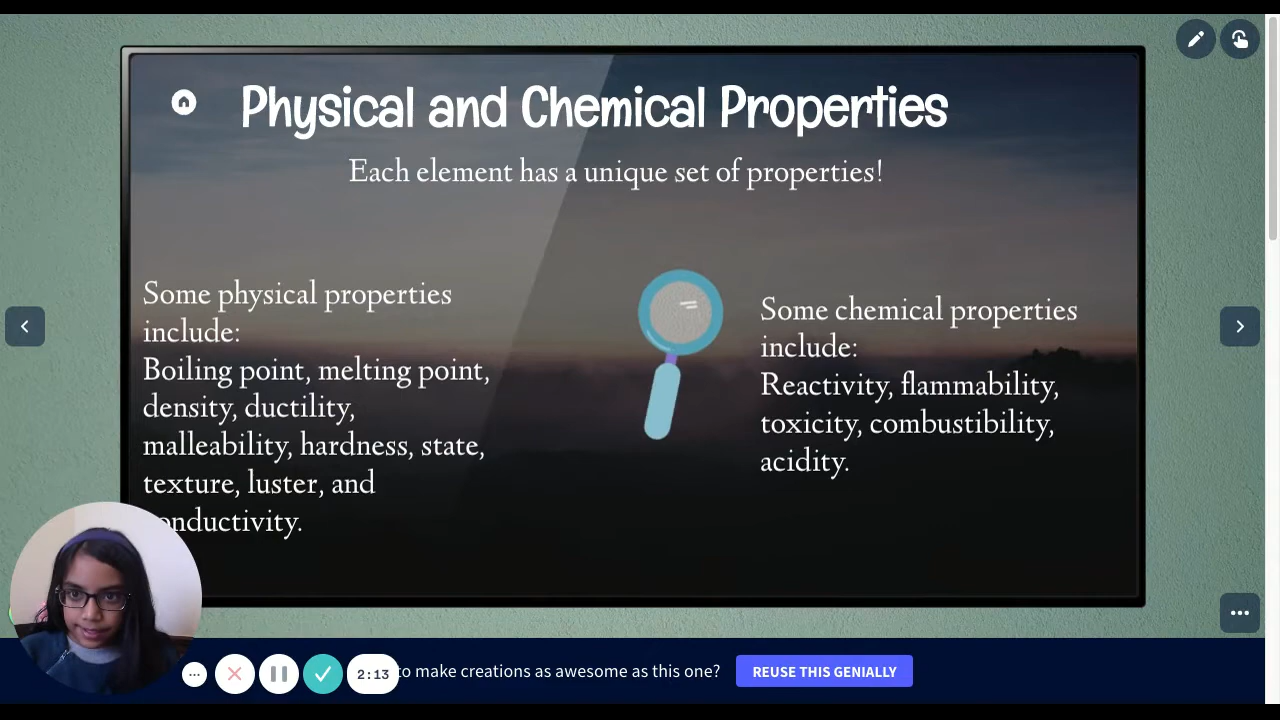 Physical and Chemical Properties
Each element has a unique set of properties!
Some physical properties
include:
Boiling point, melting point,
density, ductility,
malleability, hardness, state,
texture, luster, and
Some chemical properties
include:
Reactivity, flammability,
toxicity, combustibility,
acidity.
2:13
to make creations as awesome as this one?
REUSE THIS GENIALLY